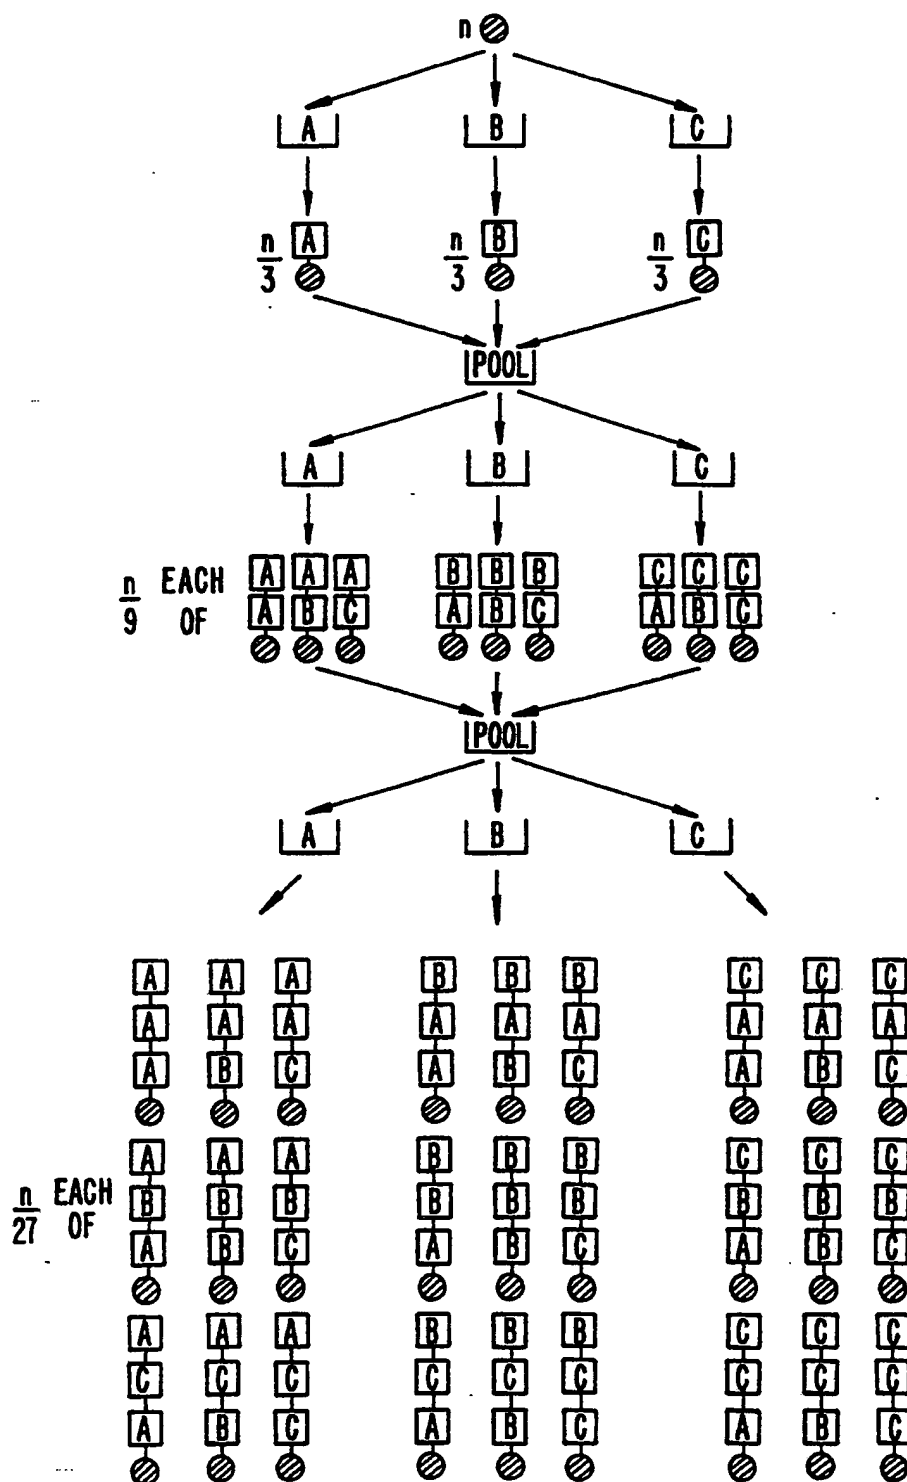 n
A B C
n/3 A n/3 B n/3 C
POOL
A B C
n/9 EACH OF
A A A B B B C C C
A B C A B C A B C
POOL
A B C
A A A B B B C C C
A A A A A A A A A
A B C A B C A B C
n/27 EACH OF
A A A B B B C C C
B B B B B B B B B
A B C A B C A B C
A A A B B B C C C
C C C C C C C C C
A B C A B C A B C